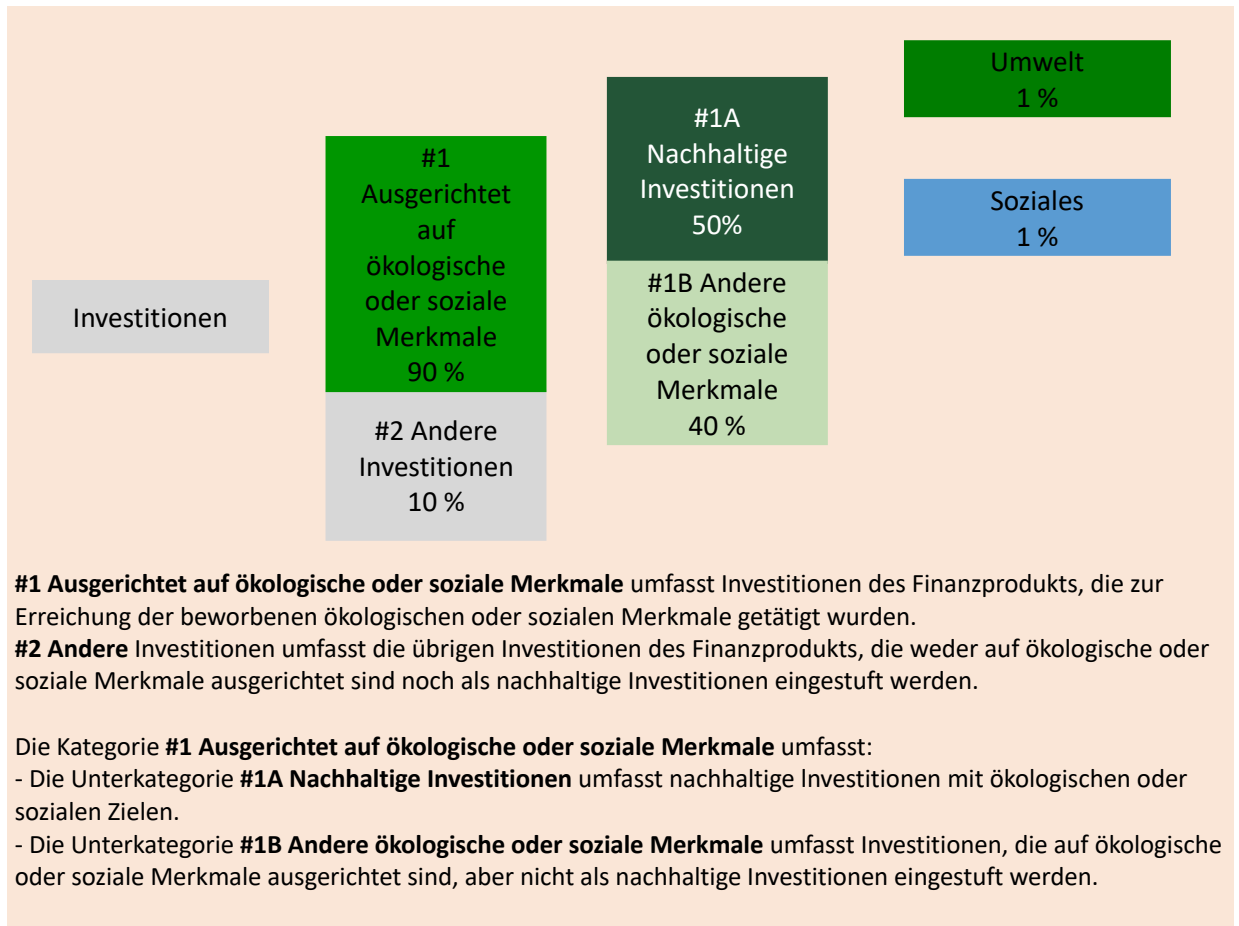 Umwelt
1 %
Soziales
1 %
#1A
Nachhaltige
Investitionen
50%
#1B Andere
ökologische
oder soziale
Merkmale
40 %
#1
Ausgerichtet
auf
ökologische
oder soziale
Merkmale
90 %
#2 Andere
Investitionen
10 %
Investitionen
#1 Ausgerichtet auf ökologische oder soziale Merkmale umfasst Investitionen des Finanzprodukts, die zur
Erreichung der beworbenen ökologischen oder sozialen Merkmale getätigt wurden.
#2 Andere Investitionen umfasst die übrigen Investitionen des Finanzprodukts, die weder auf ökologische oder
soziale Merkmale ausgerichtet sind noch als nachhaltige Investitionen eingestuft werden.
Die Kategorie #1 Ausgerichtet auf ökologische oder soziale Merkmale umfasst:
- Die Unterkategorie #1A Nachhaltige Investitionen umfasst nachhaltige Investitionen mit ökologischen oder
sozialen Zielen.
- Die Unterkategorie #1B Andere ökologische oder soziale Merkmale umfasst Investitionen, die auf ökologische
oder soziale Merkmale ausgerichtet sind, aber nicht als nachhaltige Investitionen eingestuft werden.